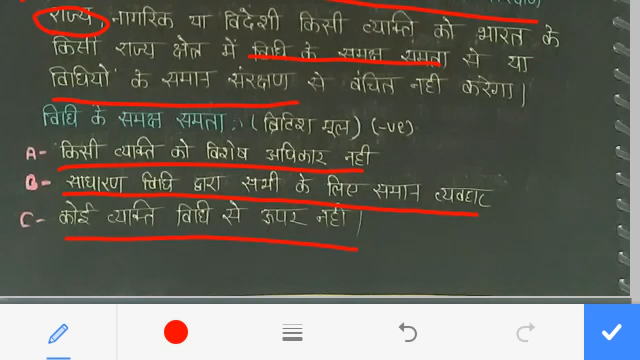 राज्य, नागरिक या विदेशी किसी व्यक्ति को भारत के
किसी राज्य क्षेत्र में विधि के समक्ष समता से या
विधियों के समान संरक्षण से वंचित नहीं करेगा।
विधि के समक्ष समता :. (ब्रिटिश मूल) (-ve)
A- किसी व्यक्ति को विशेष अधिकार नहीं
B- साधारण विधि द्वारा सभी के लिए समान व्यवहार
C- कोई व्यक्ति विधि से ऊपर नहीं।